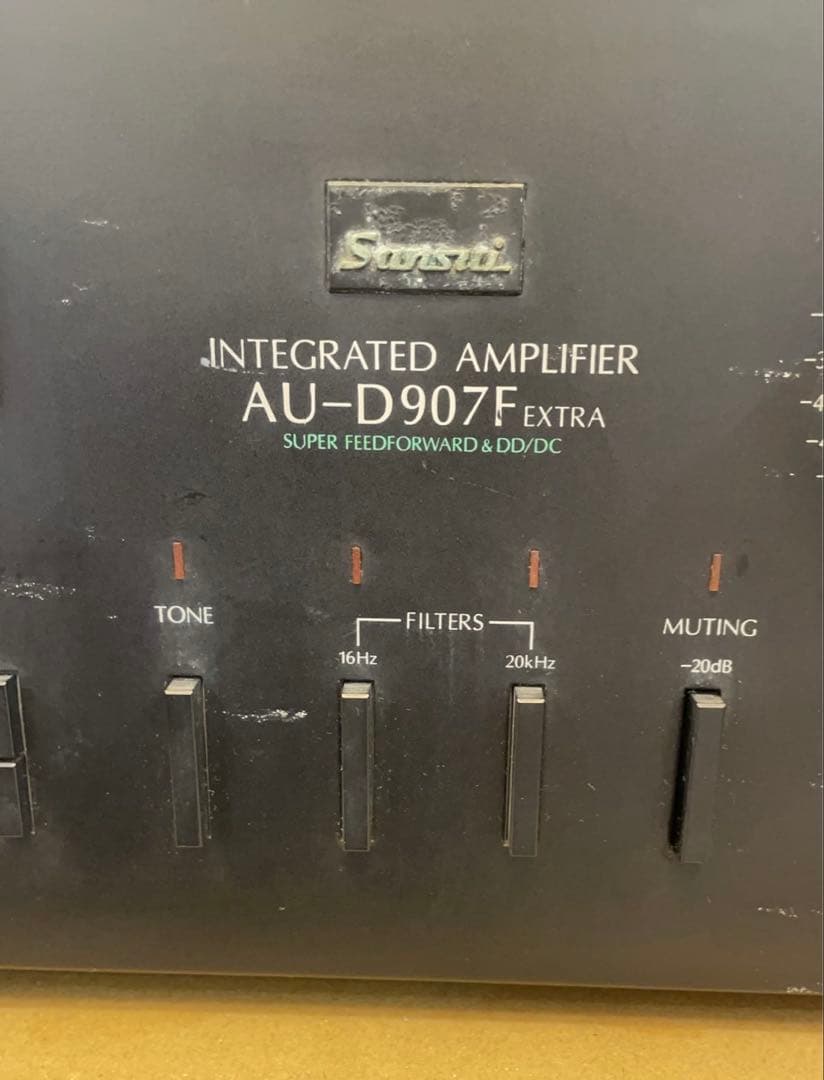 Sansui
INTEGRATED AMPLIFIER
AU-D907F EXTRA
SUPER FEEDFORWARD & DD/DC
TONE
FILTERS
MUTING
16Hz
20kHz
-20dB